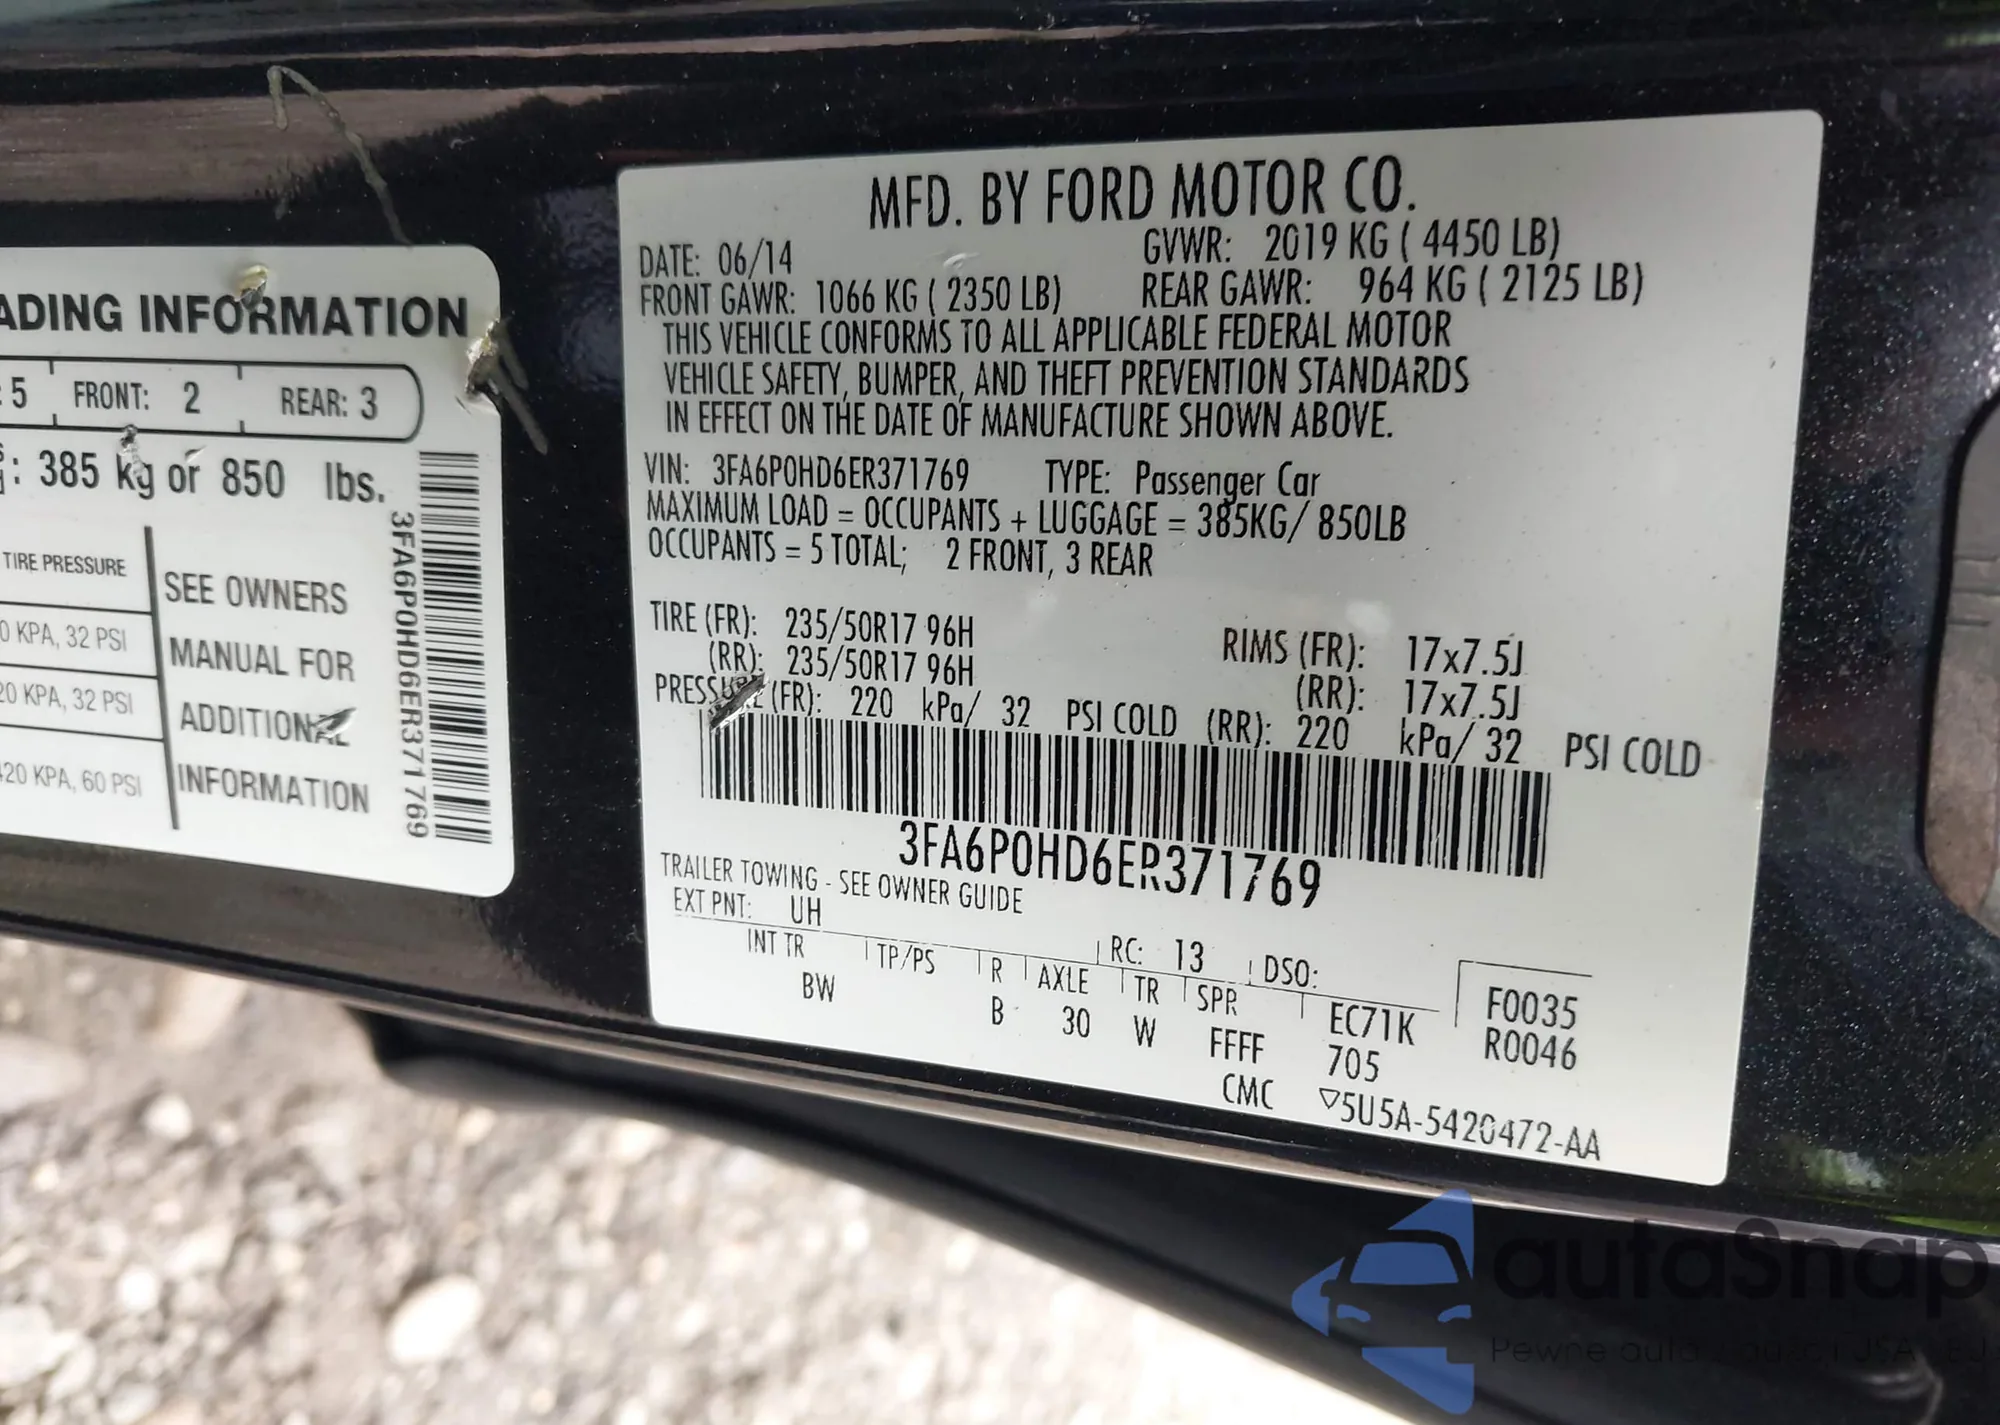 ADING INFORMATION
5 FRONT: 2 REAR: 3
: 385 kg or 850 lbs.
TIRE PRESSURE
0 KPA, 32 PSI
20 KPA, 32 PSI
420 KPA, 60 PSI
SEE OWNERS
MANUAL FOR
ADDITIONAL
INFORMATION
3FA6P0HD6ER371769
MFD. BY FORD MOTOR CO.
DATE: 06/14 GVWR: 2019 KG ( 4450 LB)
FRONT GAWR: 1066 KG ( 2350 LB) REAR GAWR: 964 KG ( 2125 LB)
THIS VEHICLE CONFORMS TO ALL APPLICABLE FEDERAL MOTOR
VEHICLE SAFETY, BUMPER, AND THEFT PREVENTION STANDARDS
IN EFFECT ON THE DATE OF MANUFACTURE SHOWN ABOVE.
VIN: 3FA6P0HD6ER371769 TYPE: Passenger Car
MAXIMUM LOAD = OCCUPANTS + LUGGAGE = 385KG/ 850LB
OCCUPANTS = 5 TOTAL; 2 FRONT, 3 REAR
TIRE (FR): 235/50R17 96H RIMS (FR): 17x7.5J
(RR): 235/50R17 96H (RR): 17x7.5J
PRESSURE (FR): 220 kPa/ 32 PSI COLD (RR): 220 kPa/ 32 PSI COLD
3FA6P0HD6ER371769
TRAILER TOWING - SEE OWNER GUIDE
EXT PNT: UH RC: 13 DSO:
INT TR TP/PS R AXLE TR SPR EC71K F0035
BW B 30 W FFFF 705 R0046
CMC ▽5U5A-5420472-AA
autoSnap
Pewne auto z